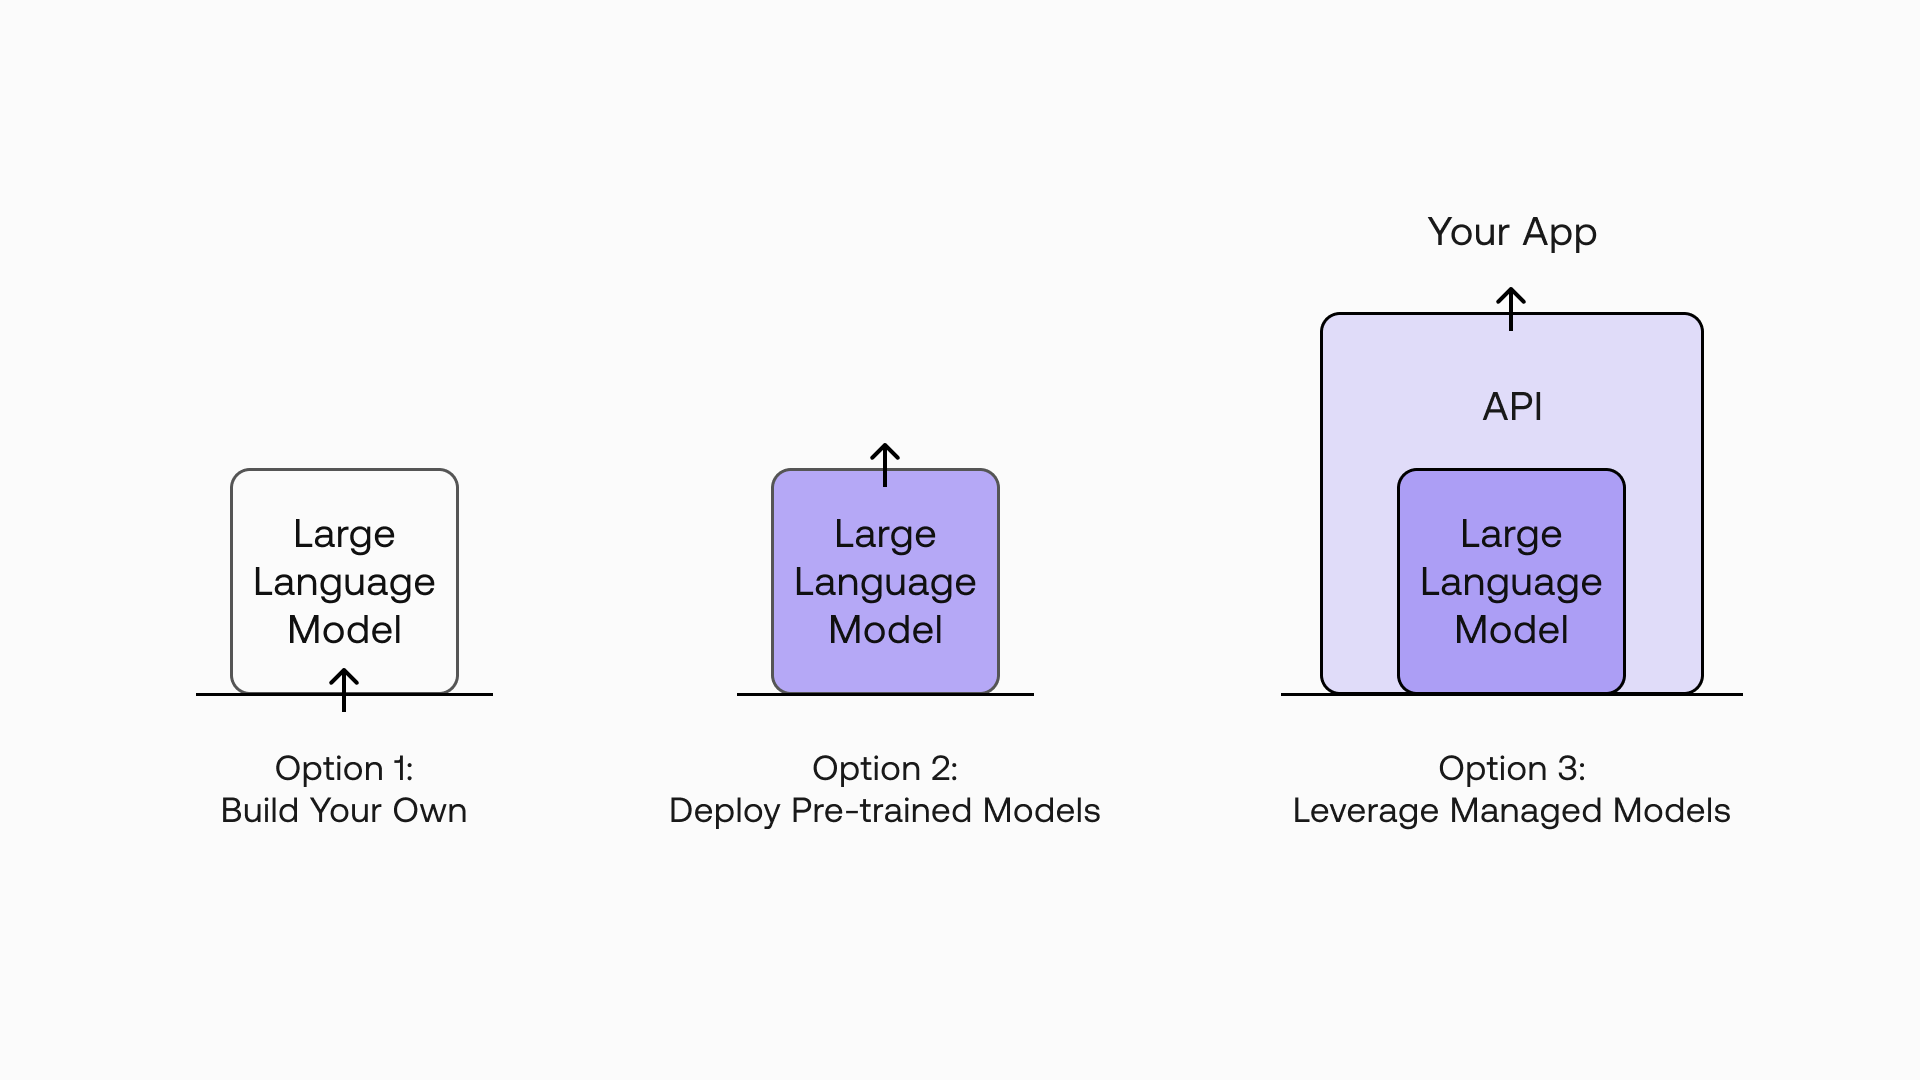 Large
Language
Model
Option 1:
Build Your Own
Large
Language
Model
Option 2:
Deploy Pre-trained Models
Your App
API
Large
Language
Model
Option 3:
Leverage Managed Models